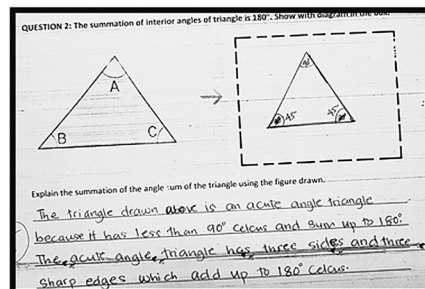 QUESTION 2: The summation of interior angles of triangle is 180°. Show with diagram in the box.
A
B
C
90
45
45
Explain the summation of the angle sum of the triangle using the figure drawn.
The triangle drawn above is an acute angle triangle
because it has less than 90° celcus and sum up to 180°.
The acute angle triangle has three sides and three
sharp edges which add up to 180° celcus.